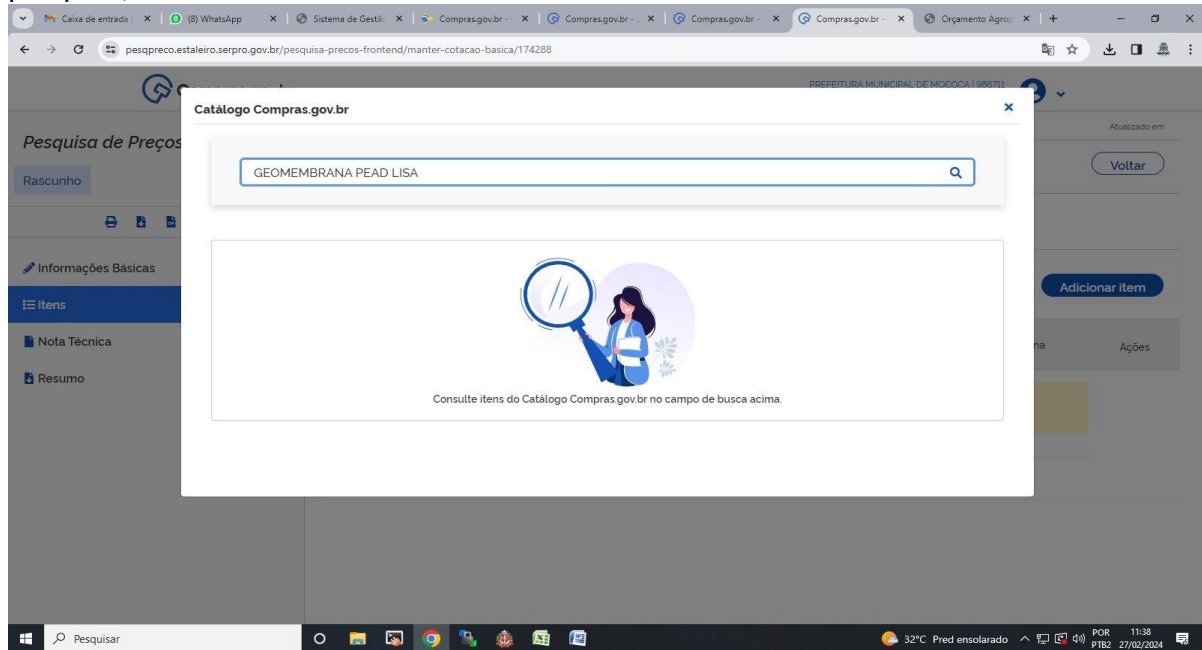 Caixa de entrada (
(8) WhatsApp
Sistema de Gestã
Compras.gov.br -
Compras.gov.br -
Compras.gov.br -
Compras.gov.br -
Orçamento Agrop
pesqpreco.estaleiro.serpro.gov.br/pesquisa-precos-frontend/manter-cotacao-basica/174288
PREFEITURA MUNICIPAL DE MOCOCA | 986711
Catálogo Compras.gov.br
Atualizado em
Pesquisa de Preços
GEOMEMBRANA PEAD LISA
Voltar
Rascunho
Informações Básicas
Adicionar item
Itens
Nota Técnica
na
Ações
Resumo
Consulte itens do Catálogo Compras.gov.br no campo de busca acima.
Pesquisar
32°C Pred ensolarado
POR
PTB2
11:38
27/02/2024